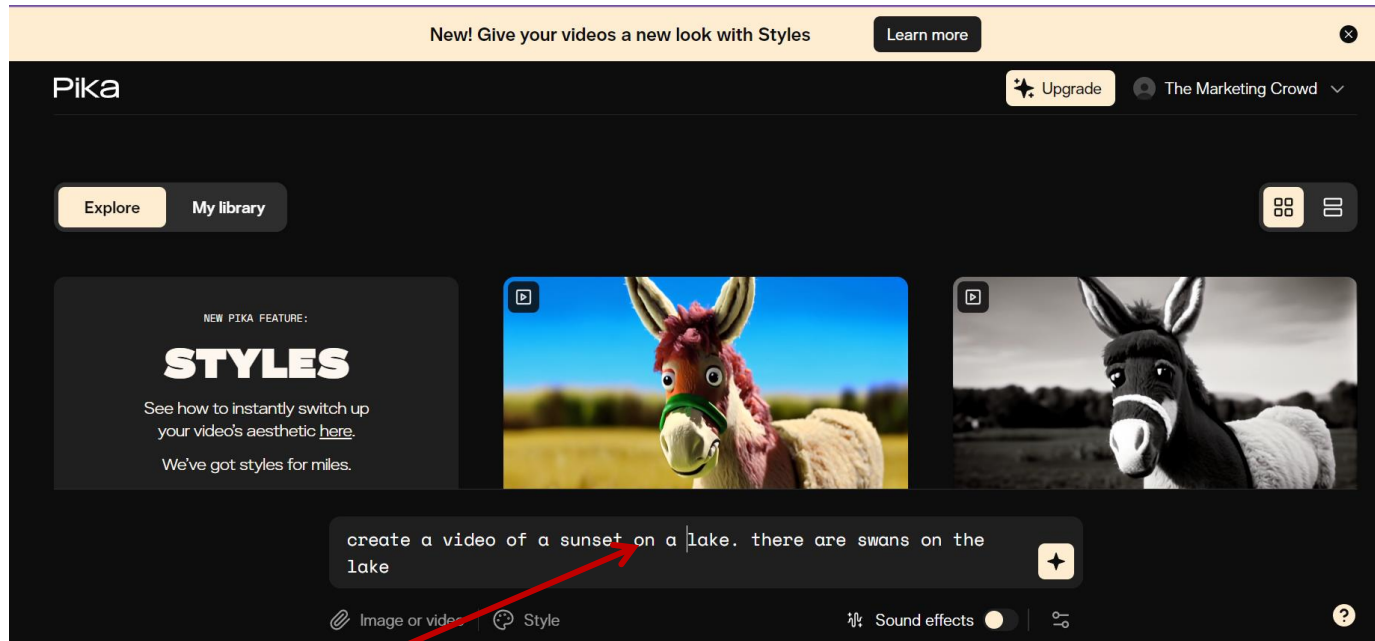 New! Give your videos a new look with Styles Learn more
Pika
Upgrade The Marketing Crowd
Explore My library
NEW PIKA FEATURE:
STYLES
See how to instantly switch up
your video's aesthetic here.
We've got styles for miles.
create a video of a sunset on a lake. there are swans on the
lake
Image or video Style Sound effects ?